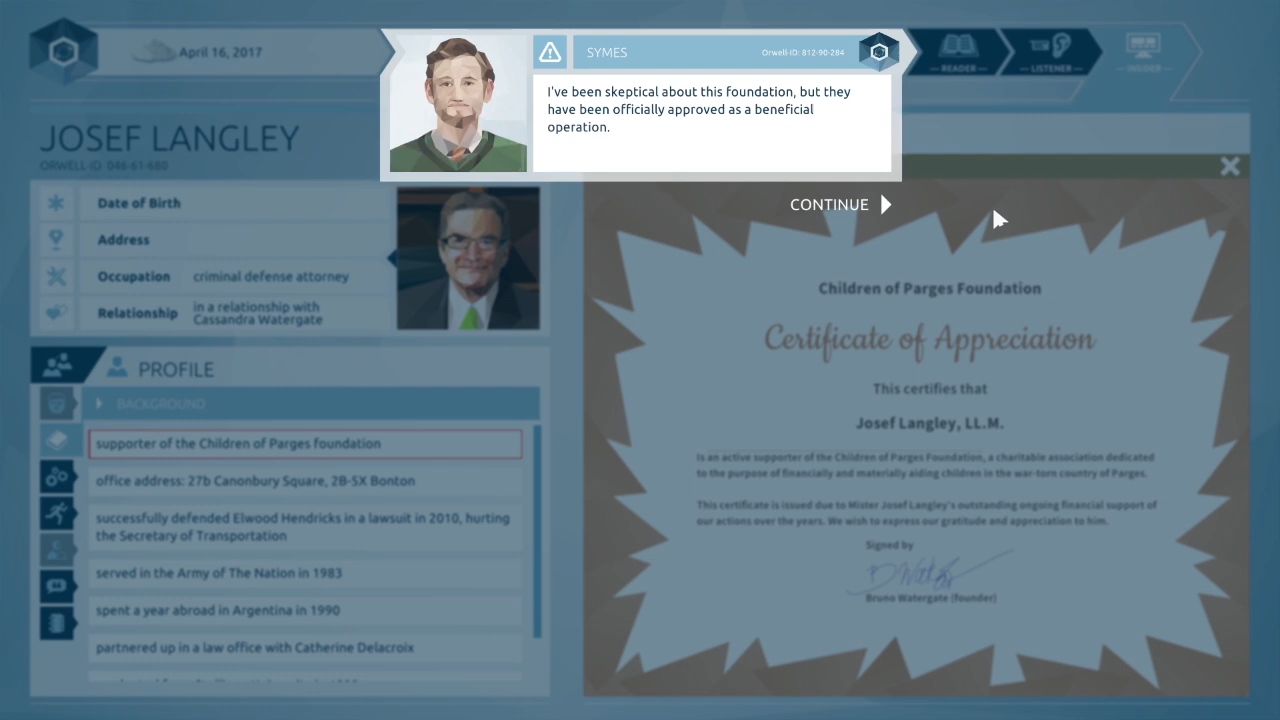 April 16, 2017
SYMES
Orwell-ID: 812-90-284
I've been skeptical about this foundation, but they
have been officially approved as a beneficial
operation.
CONTINUE
READER
LISTENER
INSIDER
JOSEF LANGLEY
ORWELL-ID: 046-61-680
Date of Birth
Address
Occupation criminal defense attorney
Relationship in a relationship with
Cassandra Watergate
PROFILE
BACKGROUND
supporter of the Children of Parges foundation
office address: 27b Canonbury Square, 2B-5X Bonton
successfully defended Elwood Hendricks in a lawsuit in 2010, hurting
the Secretary of Transportation
served in the Army of The Nation in 1983
spent a year abroad in Argentina in 1990
partnered up in a law office with Catherine Delacroix
Children of Parges Foundation
Certificate of Appreciation
This certifies that
Josef Langley, LL.M.
Is an active supporter of the Children of Parges Foundation, a charitable association dedicated
to the purpose of financially and materially aiding children in the war-torn country of Parges.
This certificate is issued due to Mister Josef Langley's outstanding ongoing financial support of
our actions over the years. We wish to express our gratitude and appreciation to him.
Signed by
Bruno Watergate (founder)